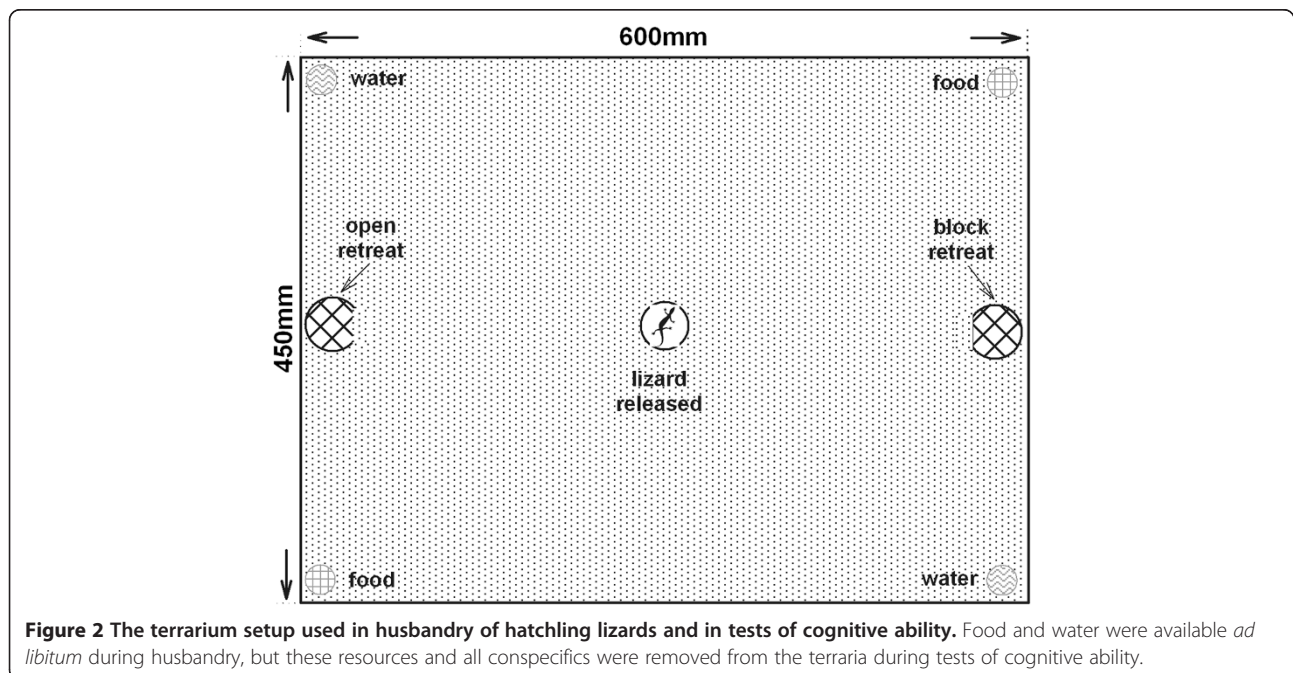 600mm
water
food
open
retreat
block
retreat
450mm
lizard
released
food
water
Figure 2 The terrarium setup used in husbandry of hatchling lizards and in tests of cognitive ability. Food and water were available ad
libitum during husbandry, but these resources and all conspecifics were removed from the terraria during tests of cognitive ability.